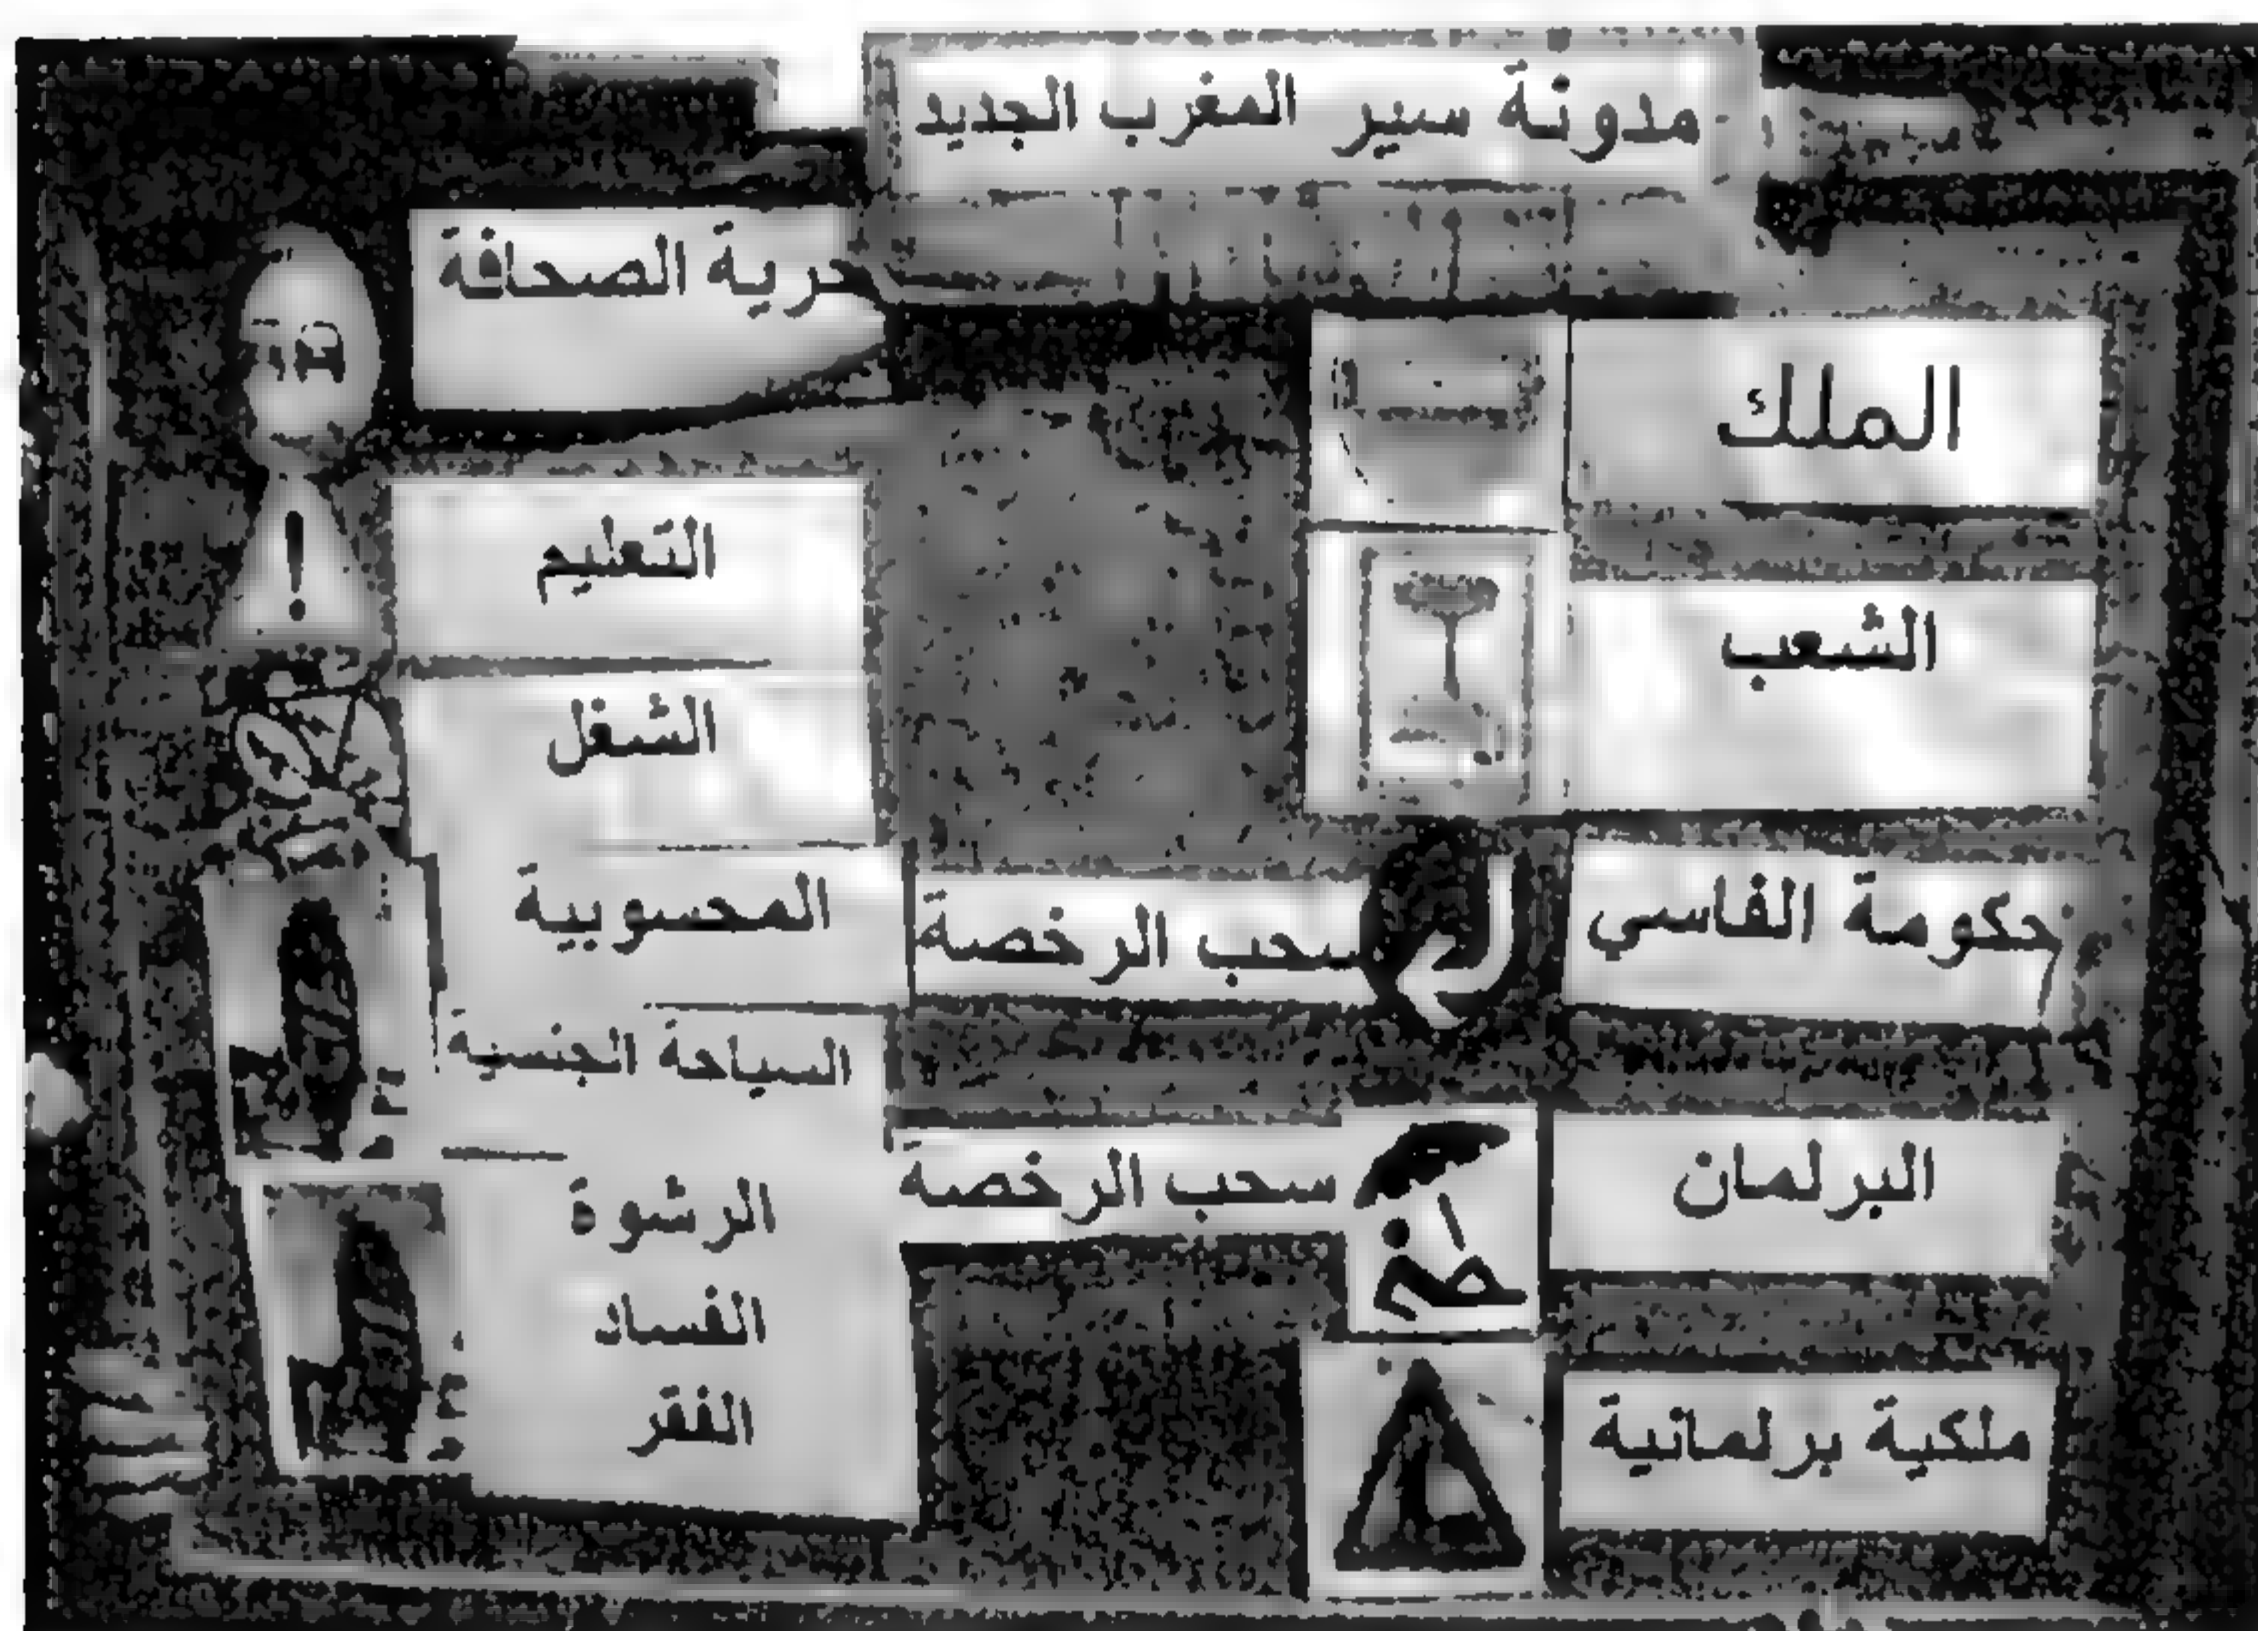 مدونة سير المغرب الجديد
الملك
الشعب
حكومة الفاسي
سحب الرخصة
البرلمان
سحب الرخصة
ملكية برلمانية
حرية الصحافة
التعليم
الشغل
المحسوبية
السياحة الجنسية
الرشوة
الفساد
الفقر